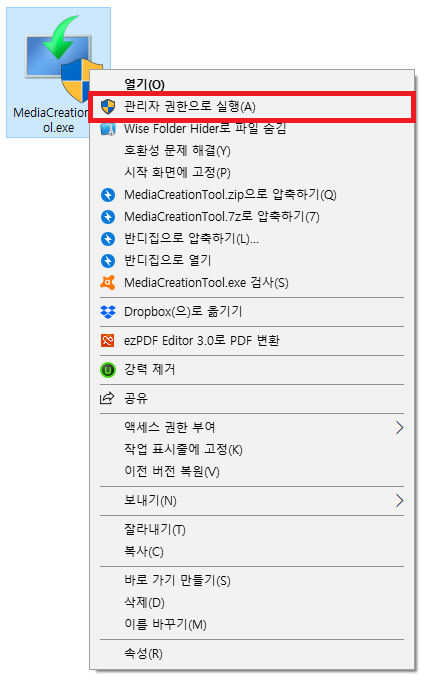 MediaCreationTo
ol.exe
열기(O)
관리자 권한으로 실행(A)
Wise Folder Hider로 파일 숨김
호환성 문제 해결(Y)
시작 화면에 고정(P)
MediaCreationTool.zip으로 압축하기(Q)
MediaCreationTool.7z로 압축하기(7)
반디집으로 압축하기(L)...
반디집으로 열기
MediaCreationTool.exe 검사(S)
Dropbox(으)로 옮기기
ezPDF Editor 3.0로 PDF 변환
강력 제거
공유
액세스 권한 부여
작업 표시줄에 고정(K)
이전 버전 복원(V)
보내기(N)
잘라내기(T)
복사(C)
바로 가기 만들기(S)
삭제(D)
이름 바꾸기(M)
속성(R)